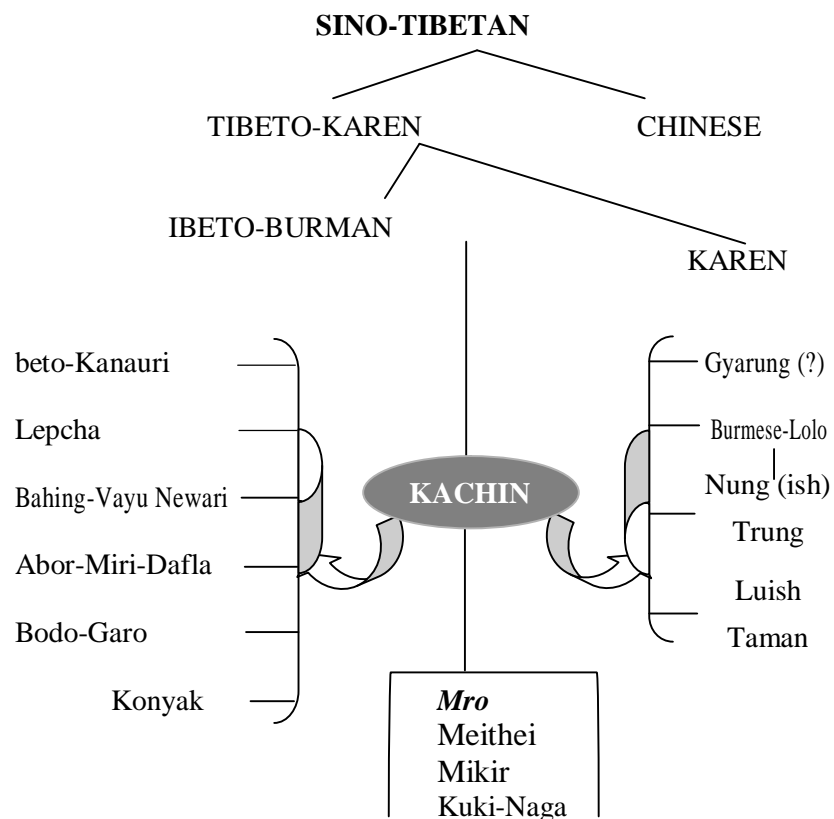 SINO-TIBETAN
TIBETO-KAREN CHINESE
IBETO-BURMAN
KAREN
beto-Kanauri
Lepcha
Bahing-Vayu Newari
Abor-Miri-Dafla
Bodo-Garo
Konyak
KACHIN
Gyarung (?)
Burmese-Lolo
Nung (ish)
Trung
Luish
Taman
Mro
Meithei
Mikir
Kuki-Naga